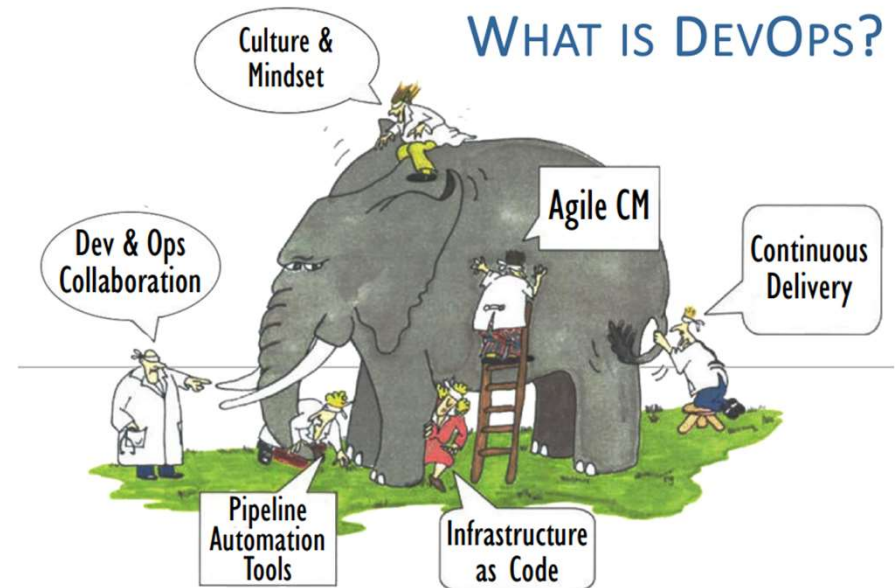 WHAT IS DEVOPS?
Culture &
Mindset
Agile CM
Dev & Ops
Collaboration
Continuous
Delivery
Pipeline
Automation
Tools
Infrastructure
as Code